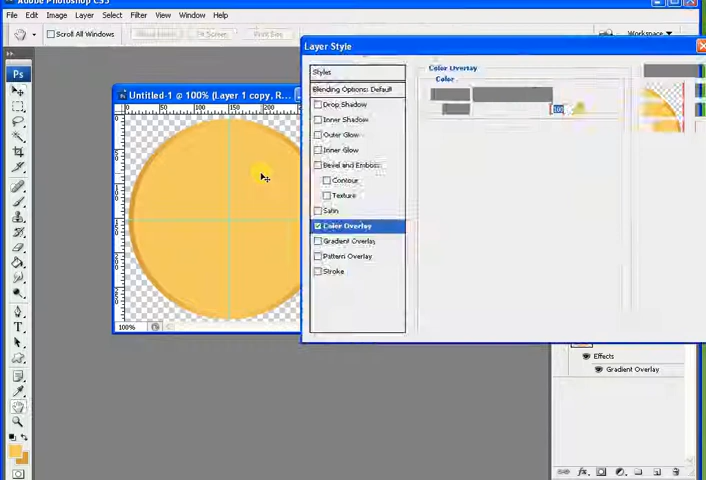 Adobe Photoshop CS3
File Edit Image Layer Select Filter View Window Help
Scroll All Windows Fit Screen Print Size Workspace
Layer Style
Ps
Untitled-1 @ 100% (Layer 1 copy, R...
Styles
Blending Options: Default
Drop Shadow
Inner Shadow
Outer Glow
Inner Glow
Bevel and Emboss
Contour
Texture
Satin
Color Overlay
Gradient Overlay
Pattern Overlay
Stroke
Color Overlay
Color
100
100%
Effects
Gradient Overlay